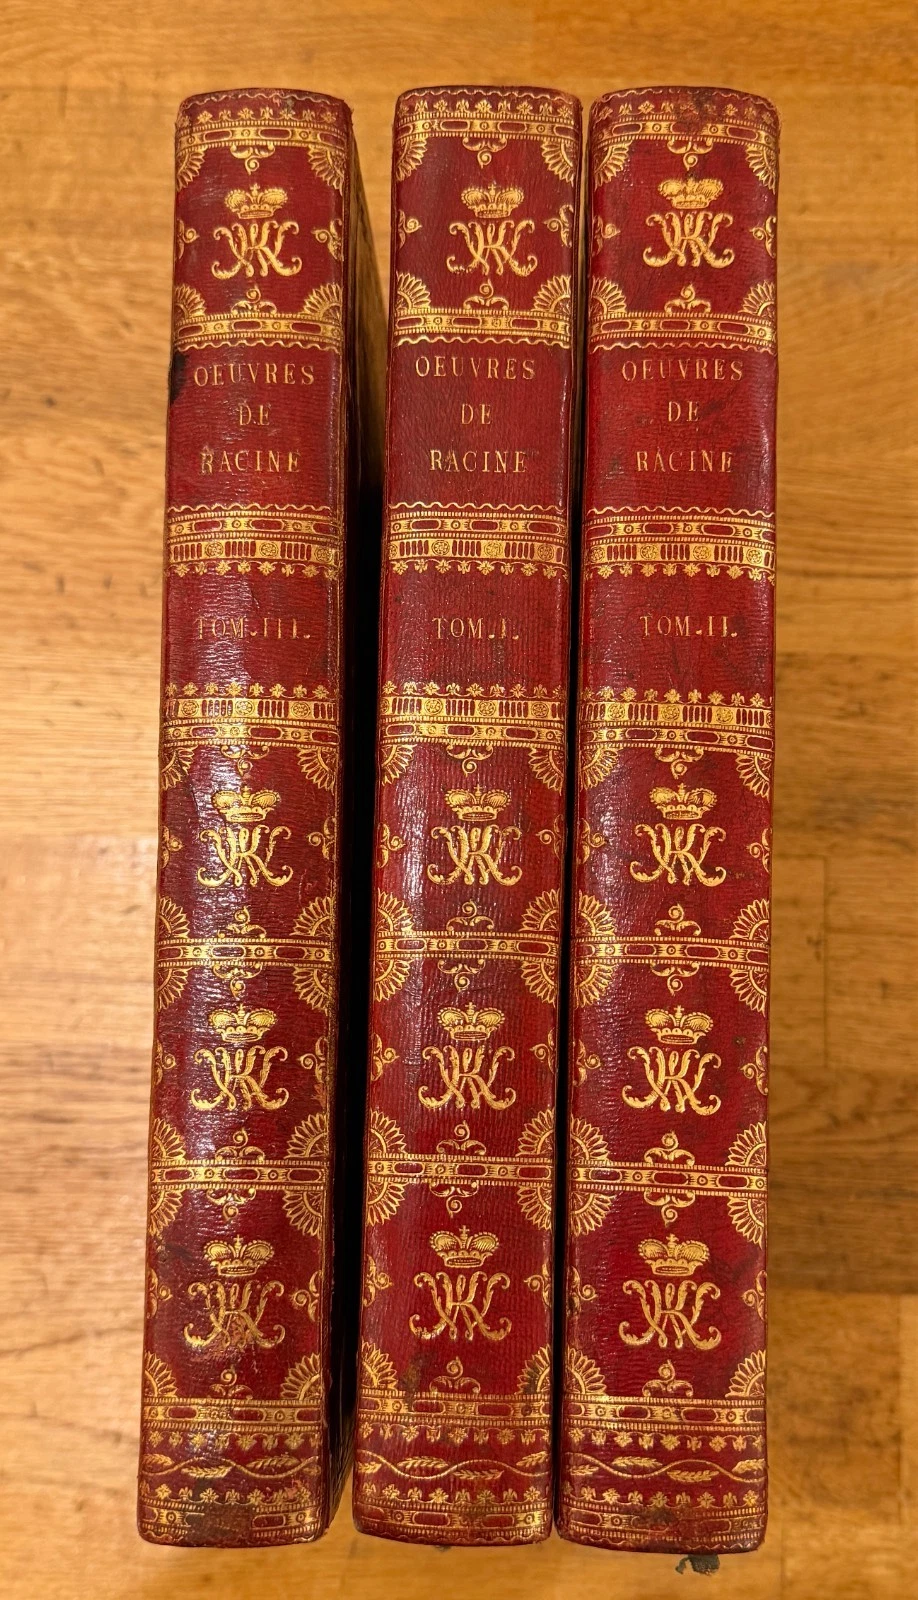 OEUVRES
DE
RACINE
TOM.III.
OEUVRES
DE
RACINE
TOM.I.
OEUVRES
DE
RACINE
TOM.II.